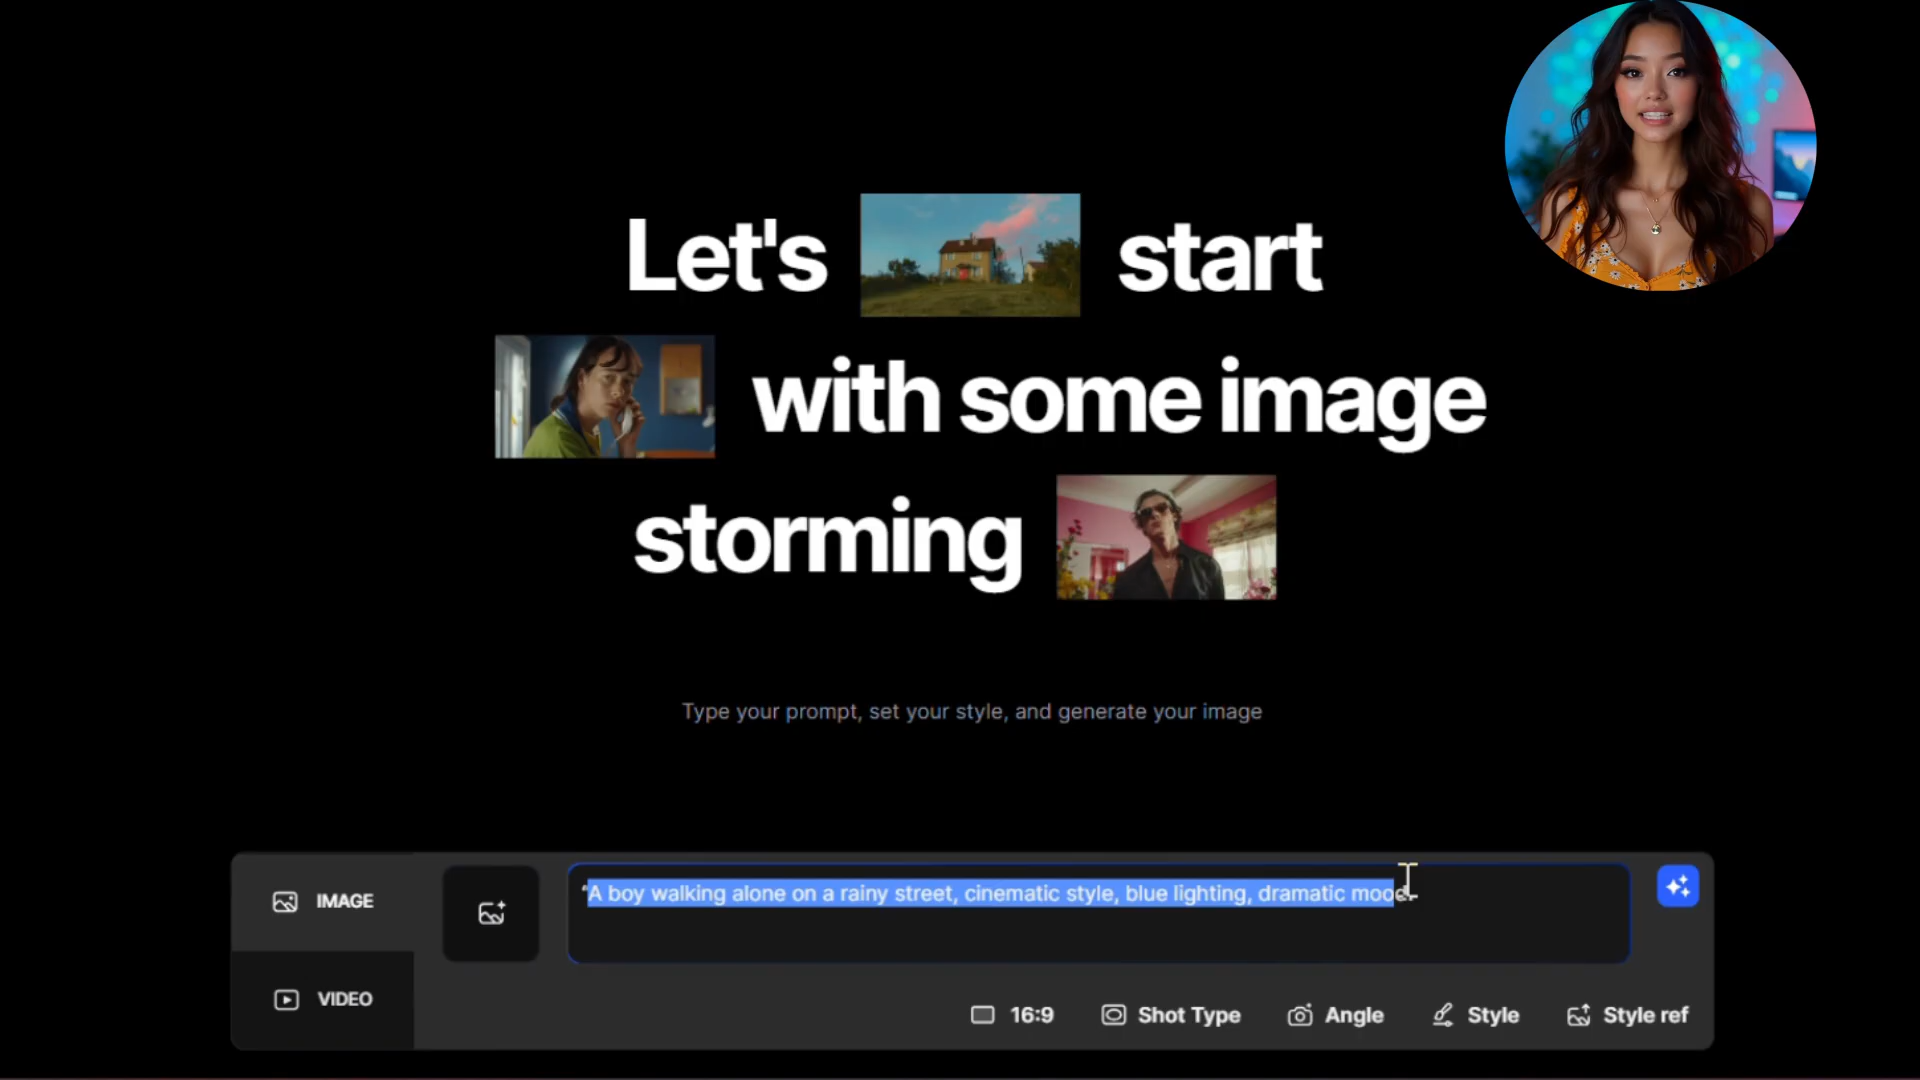 Let's start
with some image
storming
Type your prompt, set your style, and generate your image
IMAGE
VIDEO
“A boy walking alone on a rainy street, cinematic style, blue lighting, dramatic mood.
16:9
Shot Type
Angle
Style
Style ref